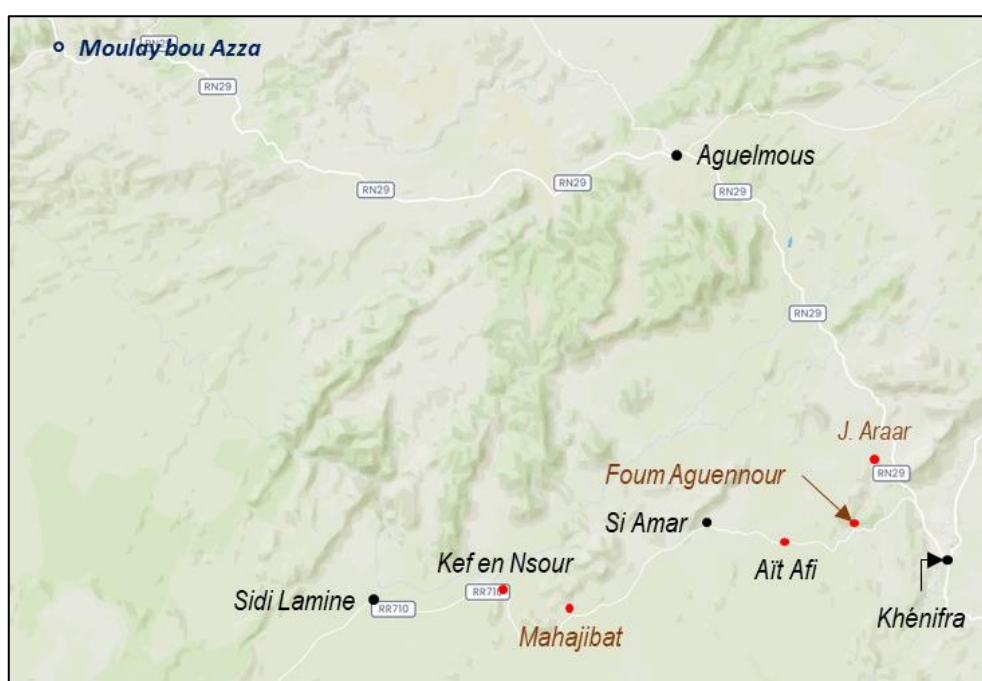 Moulay bou Azza
RN29
RN29
Aguelmous
RN29
RN29
RN29
RN29
J. Araar
RN29
Foum Aguennour
Si Amar
Kef en Nsour
Aït Afi
Sidi Lamine
RR710
RR710
Khénifra
Mahajibat